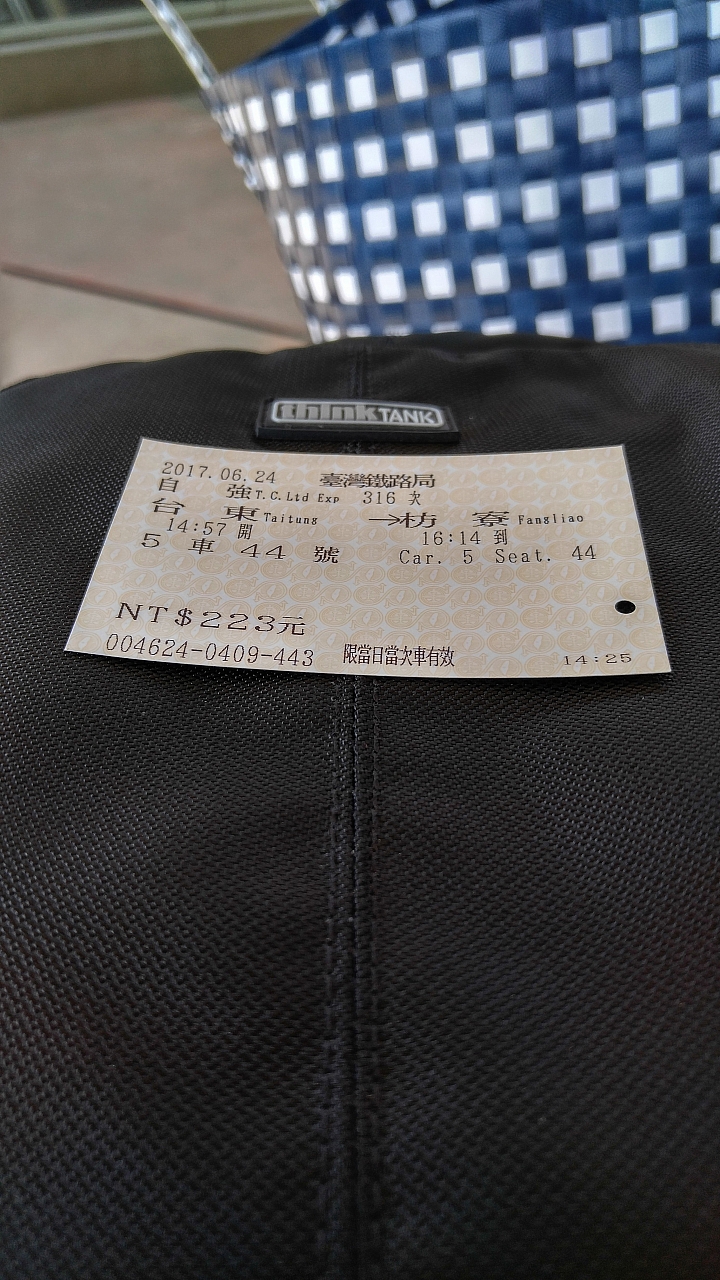 thinkTANK
2017.06.24 臺灣鐵路局
自 強 T.C.Ltd Exp 316 次
台 東 Taitung →枋 寮 Fangliao
14:57 開 16:14 到
5 車 44 號 Car. 5 Seat. 44
NT$223元
004624-0409-443 限當日當次車有效 14:25